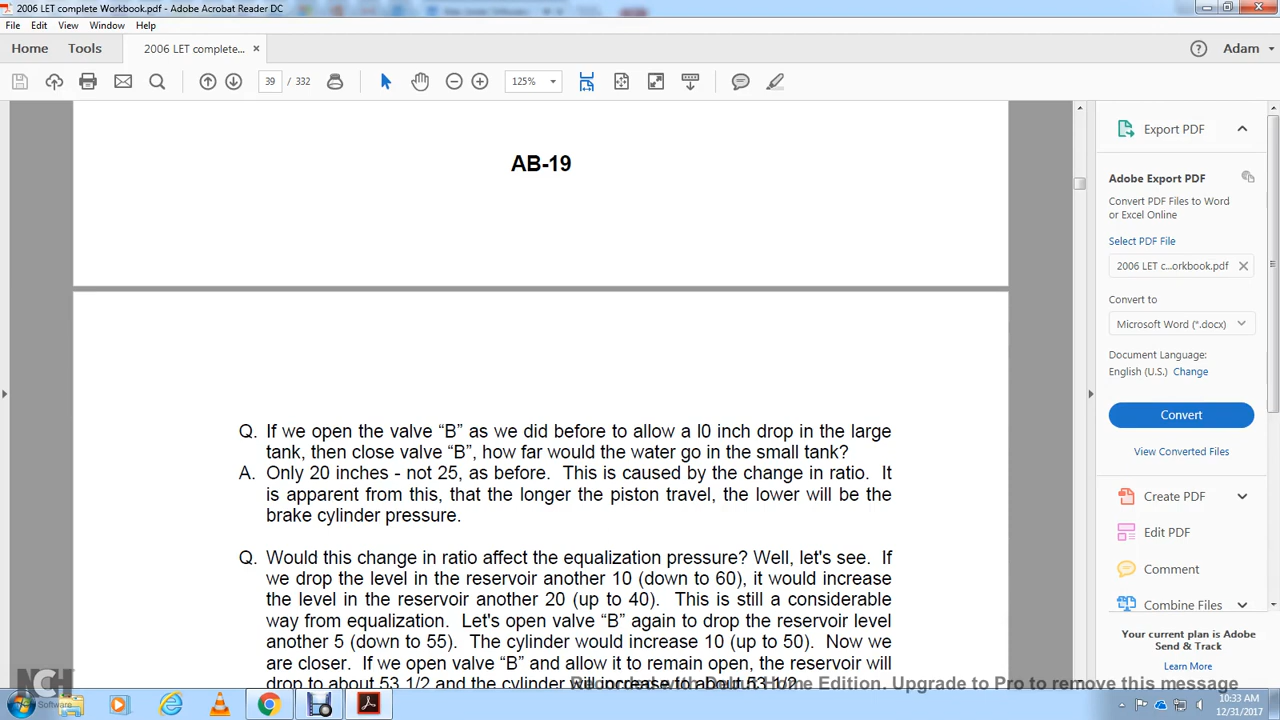 2006 LET complete Workbook.pdf - Adobe Acrobat Reader DC
File Edit View Window Help
Home Tools 2006 LET complete... × Adam
39 / 332 125%
AB-19
Q. If we open the valve “B” as we did before to allow a l0 inch drop in the large
tank, then close valve “B”, how far would the water go in the small tank?
A. Only 20 inches - not 25, as before. This is caused by the change in ratio. It
is apparent from this, that the longer the piston travel, the lower will be the
brake cylinder pressure.
Q. Would this change in ratio affect the equalization pressure? Well, let's see. If
we drop the level in the reservoir another 10 (down to 60), it would increase
the level in the reservoir another 20 (up to 40). This is still a considerable
way from equalization. Let's open valve “B” again to drop the reservoir level
another 5 (down to 55). The cylinder would increase 10 (up to 50). Now we
are closer. If we open valve “B” and allow it to remain open, the reservoir will
drop to about 53 1/2 and the cylinder will increase to about 53 1/2
Export PDF
Adobe Export PDF
Convert PDF Files to Word
or Excel Online
Select PDF File
2006 LET c...orkbook.pdf
Convert to
Microsoft Word (*.docx)
Document Language:
English (U.S.) Change
Convert
View Converted Files
Create PDF
Edit PDF
Comment
Combine Files
Your current plan is Adobe
Send & Track
Learn More
Recorded with Debut Home Edition. Upgrade to Pro to remove this message
NCH
Software
10:33 AM
12/31/2017